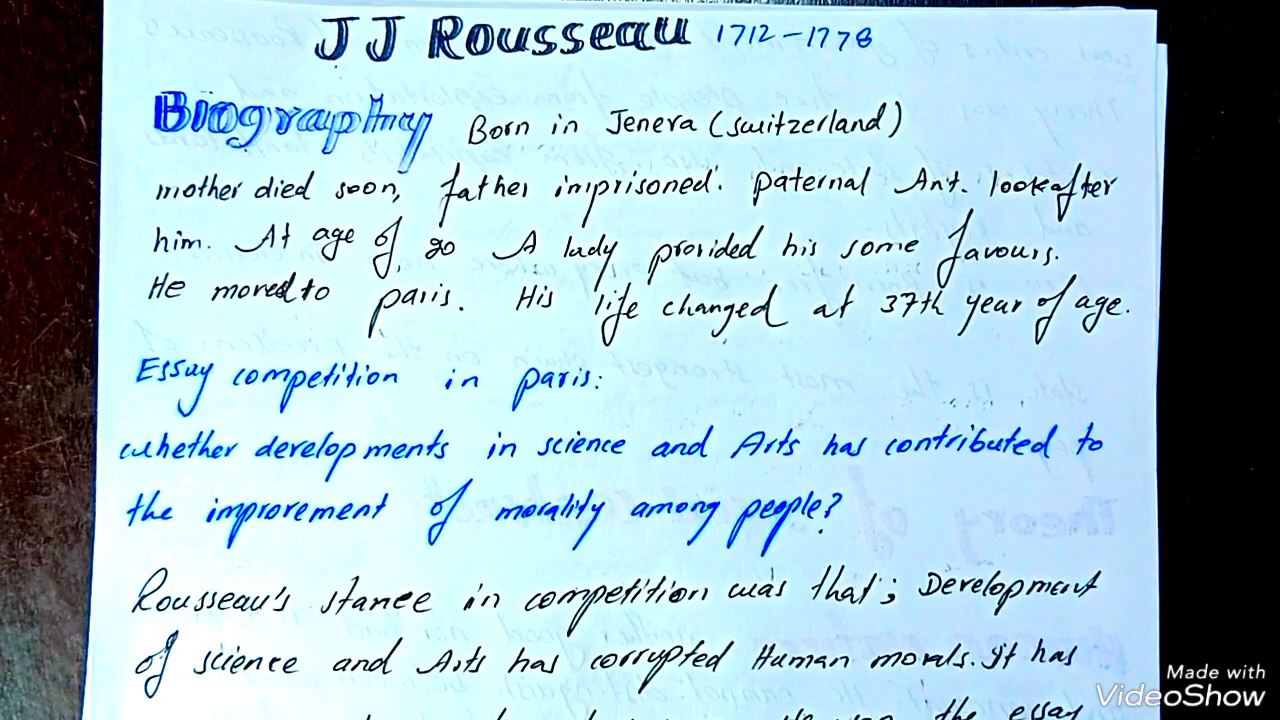 JJ Rousseau 1712-1778
Biography Born in Jeneva (switzerland)
mother died soon, father imprisoned. paternal Ant. lookafter
him. At age of 20 A lady provided his some favours.
He moved to paris. His life changed at 37th year of age.
Essay competition in paris:
whether developments in science and Arts has contributed to
the improvement of morality among people?
Rousseau's stance in competition was that; Development
of science and Arts has corrupted Human morals. It has
the essay
Made with
VideoShow